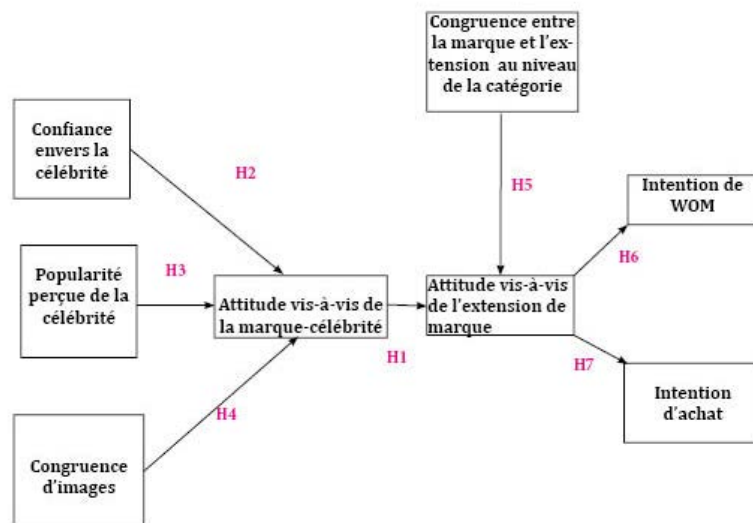 Congruence entre
la marque et l'ex-
tension au niveau
de la catégorie
Confiance
envers la
célébrité
H2
H5
Intention de
WOM
H6
Popularité
perçue de la
célébrité
H3
Attitude vis-à-vis de
la marque-célébrité
H1
Attitude vis-à-vis
de l'extension de
marque
H7
Intention
d'achat
H4
Congruence
d'images